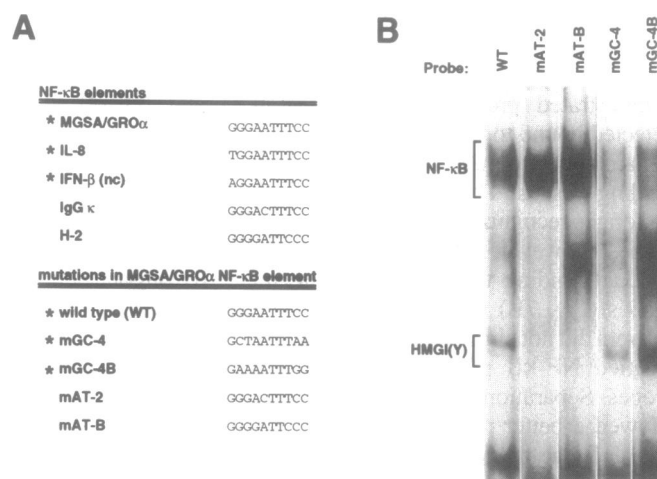 A
NF-κB elements
* MGSA/GROα GGGAATTTCC
* IL-8 TGGAATTTCC
* IFN-β (nc) AGGAATTTCC
IgG κ GGGACTTTCC
H-2 GGGGATTCCC
mutations in MGSA/GROα NF-κB element
* wild type (WT) GGGAATTTCC
* mGC-4 GCTAATTTAA
* mGC-4B GAAAATTTGG
mAT-2 GGGACTTTCC
mAT-B GGGGATTCCC
B
Probe: WT mAT-2 mAT-B mGC-4 mGC-4B
NF-κB
HMGI(Y)